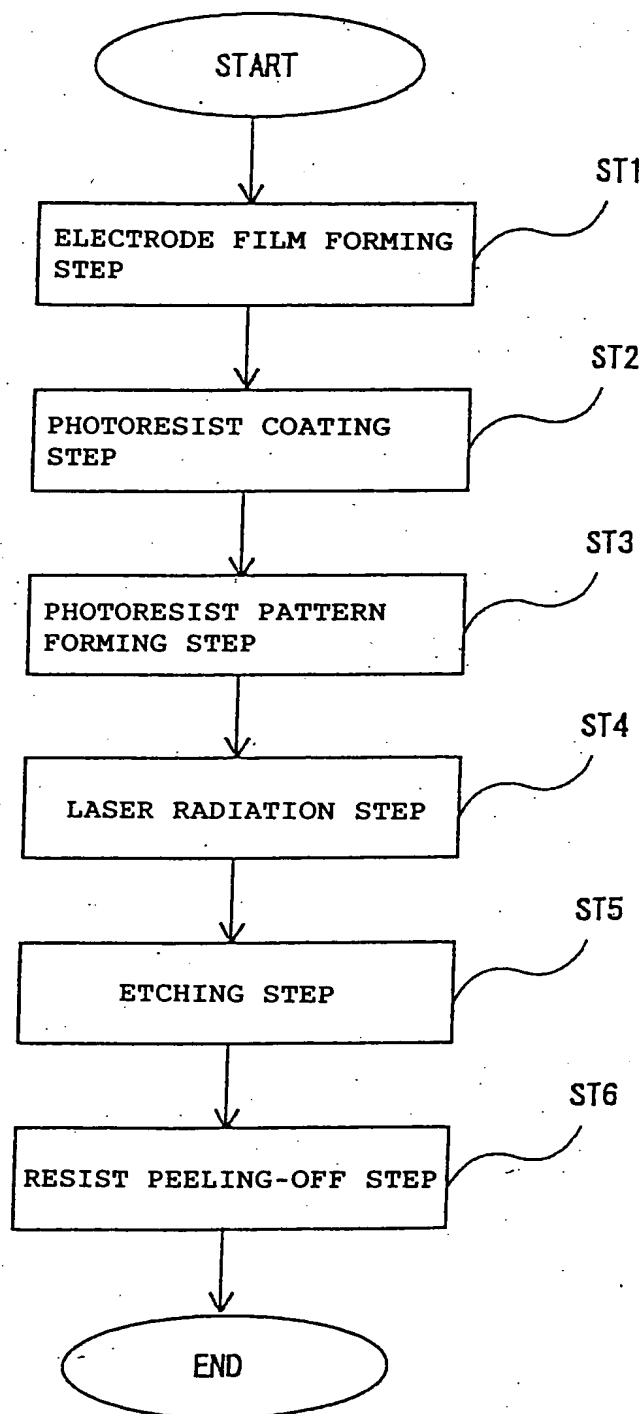 START
ST1
ELECTRODE FILM FORMING
STEP
ST2
PHOTORESIST COATING
STEP
ST3
PHOTORESIST PATTERN
FORMING STEP
ST4
LASER RADIATION STEP
ST5
ETCHING STEP
ST6
RESIST PEELING-OFF STEP
END